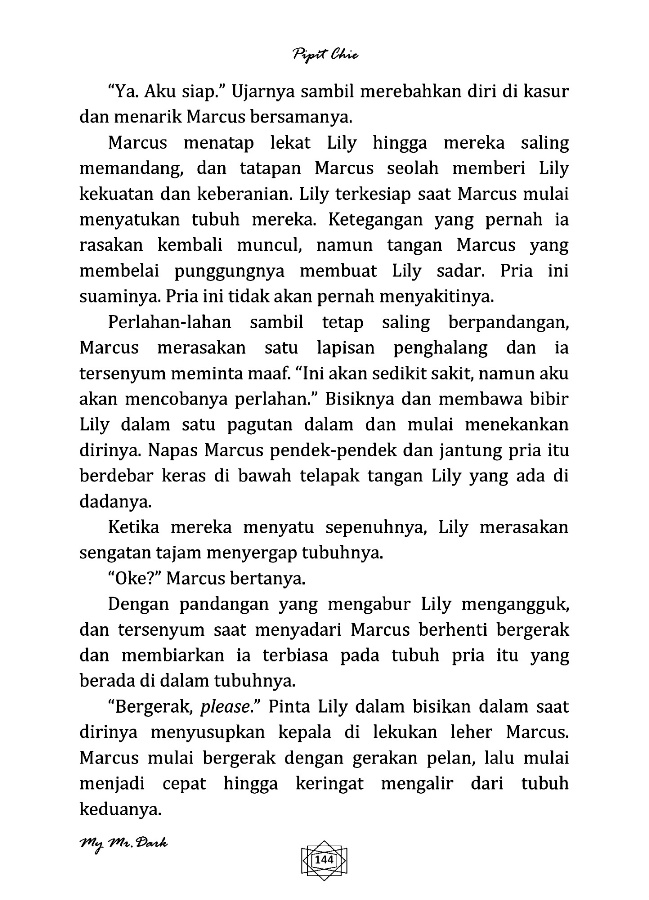 Pipit Chie
“Ya. Aku siap.” Ujarnya sambil merebahkan diri di kasur
dan menarik Marcus bersamanya.
Marcus menatap lekat Lily hingga mereka saling
memandang, dan tatapan Marcus seolah memberi Lily
kekuatan dan keberanian. Lily terkesiap saat Marcus mulai
menyatukan tubuh mereka. Ketegangan yang pernah ia
rasakan kembali muncul, namun tangan Marcus yang
membelai punggungnya membuat Lily sadar. Pria ini
suaminya. Pria ini tidak akan pernah menyakitinya.
Perlahan-lahan sambil tetap saling berpandangan,
Marcus merasakan satu lapisan penghalang dan ia
tersenyum meminta maaf. “Ini akan sedikit sakit, namun aku
akan mencobanya perlahan.” Bisiknya dan membawa bibir
Lily dalam satu pagutan dalam dan mulai menekankan
dirinya. Napas Marcus pendek-pendek dan jantung pria itu
berdebar keras di bawah telapak tangan Lily yang ada di
dadanya.
Ketika mereka menyatu sepenuhnya, Lily merasakan
sengatan tajam menyergap tubuhnya.
“Oke?” Marcus bertanya.
Dengan pandangan yang mengabur Lily mengangguk,
dan tersenyum saat menyadari Marcus berhenti bergerak
dan membiarkan ia terbiasa pada tubuh pria itu yang
berada di dalam tubuhnya.
“Bergerak, please.” Pinta Lily dalam bisikan dalam saat
dirinya menyusupkan kepala di lekukan leher Marcus.
Marcus mulai bergerak dengan gerakan pelan, lalu mulai
menjadi cepat hingga keringat mengalir dari tubuh
keduanya.
My Mr. Dark
144